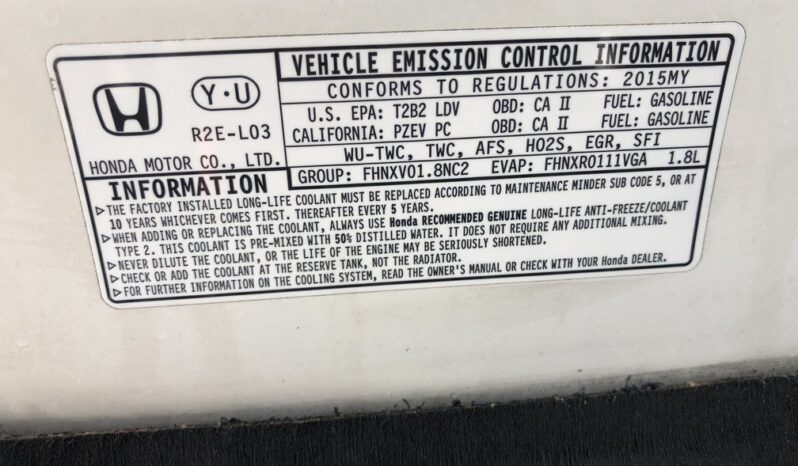 VEHICLE EMISSION CONTROL INFORMATION
Y·U
CONFORMS TO REGULATIONS: 2015MY
R2E-L03
U.S. EPA: T2B2 LDV OBD: CA II FUEL: GASOLINE
CALIFORNIA: PZEV PC OBD: CA II FUEL: GASOLINE
HONDA MOTOR CO., LTD.
WU-TWC, TWC, AFS, HO2S, EGR, SFI
GROUP: FHNXV01.8NC2 EVAP: FHNXR0111VGA 1.8L
INFORMATION
▷THE FACTORY INSTALLED LONG-LIFE COOLANT MUST BE REPLACED ACCORDING TO MAINTENANCE MINDER SUB CODE 5, OR AT
10 YEARS WHICHEVER COMES FIRST. THEREAFTER EVERY 5 YEARS.
▷WHEN ADDING OR REPLACING THE COOLANT, ALWAYS USE Honda RECOMMENDED GENUINE LONG-LIFE ANTI-FREEZE/COOLANT
TYPE 2. THIS COOLANT IS PRE-MIXED WITH 50% DISTILLED WATER. IT DOES NOT REQUIRE ANY ADDITIONAL MIXING.
▷NEVER DILUTE THE COOLANT, OR THE LIFE OF THE ENGINE MAY BE SERIOUSLY SHORTENED.
▷CHECK OR ADD THE COOLANT AT THE RESERVE TANK, NOT THE RADIATOR.
▷FOR FURTHER INFORMATION ON THE COOLING SYSTEM, READ THE OWNER'S MANUAL OR CHECK WITH YOUR Honda DEALER.